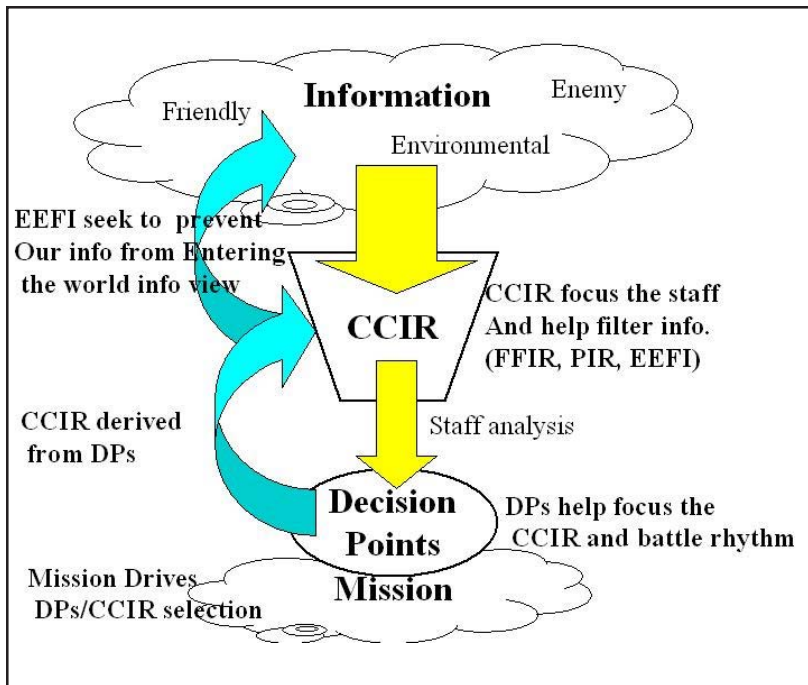 Information
Friendly
Enemy
Environmental
EEFI seek to prevent
Our info from Entering
the world info view
CCIR
CCIR focus the staff
And help filter info.
(FFIR, PIR, EEFI)
CCIR derived
from DPs
Staff analysis
Decision
Points
DPs help focus the
CCIR and battle rhythm
Mission Drives
DPs/CCIR selection
Mission